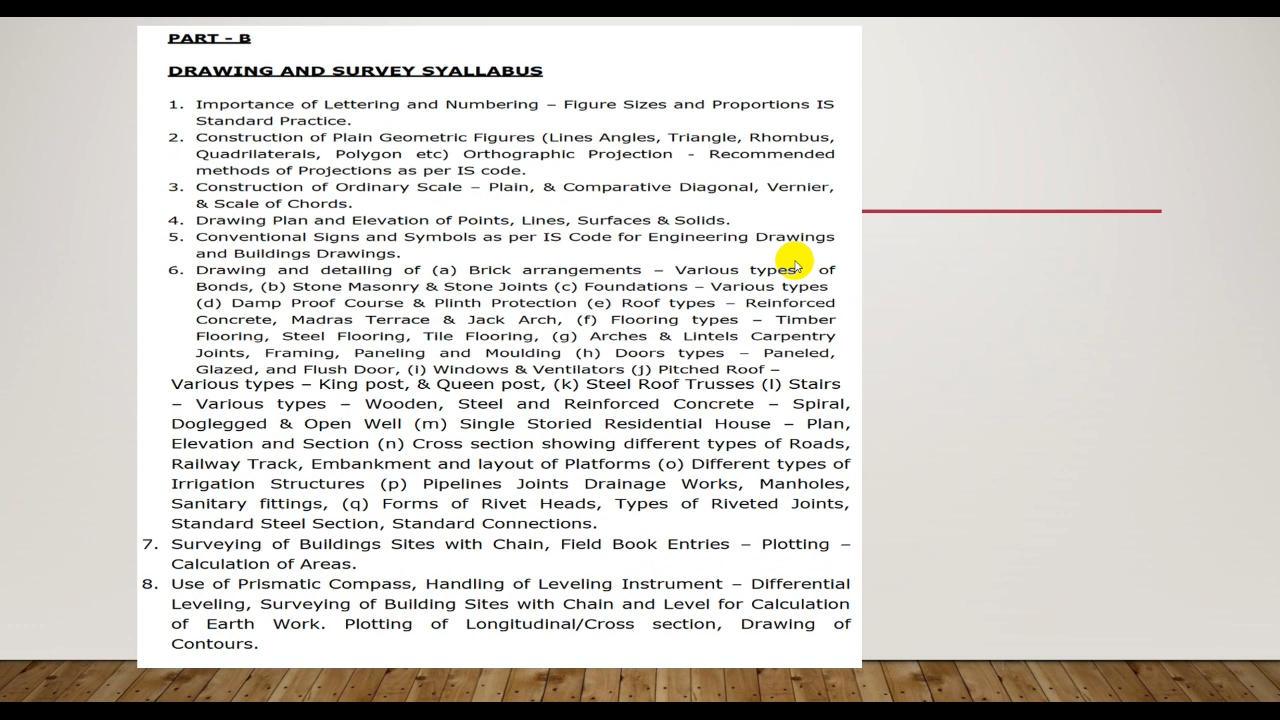 PART - B
DRAWING AND SURVEY SYALLABUS
1. Importance of Lettering and Numbering – Figure Sizes and Proportions IS
Standard Practice.
2. Construction of Plain Geometric Figures (Lines Angles, Triangle, Rhombus,
Quadrilaterals, Polygon etc) Orthographic Projection - Recommended
methods of Projections as per IS code.
3. Construction of Ordinary Scale – Plain, & Comparative Diagonal, Vernier,
& Scale of Chords.
4. Drawing Plan and Elevation of Points, Lines, Surfaces & Solids.
5. Conventional Signs and Symbols as per IS Code for Engineering Drawings
and Buildings Drawings.
6. Drawing and detailing of (a) Brick arrangements – Various types of
Bonds, (b) Stone Masonry & Stone Joints (c) Foundations – Various types
(d) Damp Proof Course & Plinth Protection (e) Roof types – Reinforced
Concrete, Madras Terrace & Jack Arch, (f) Flooring types – Timber
Flooring, Steel Flooring, Tile Flooring, (g) Arches & Lintels Carpentry
Joints, Framing, Paneling and Moulding (h) Doors types – Paneled,
Glazed, and Flush Door, (i) Windows & Ventilators (j) Pitched Roof –
Various types – King post, & Queen post, (k) Steel Roof Trusses (l) Stairs
– Various types – Wooden, Steel and Reinforced Concrete – Spiral,
Doglegged & Open Well (m) Single Storied Residential House – Plan,
Elevation and Section (n) Cross section showing different types of Roads,
Railway Track, Embankment and layout of Platforms (o) Different types of
Irrigation Structures (p) Pipelines Joints Drainage Works, Manholes,
Sanitary fittings, (q) Forms of Rivet Heads, Types of Riveted Joints,
Standard Steel Section, Standard Connections.
7. Surveying of Buildings Sites with Chain, Field Book Entries – Plotting –
Calculation of Areas.
8. Use of Prismatic Compass, Handling of Leveling Instrument – Differential
Leveling, Surveying of Building Sites with Chain and Level for Calculation
of Earth Work. Plotting of Longitudinal/Cross section, Drawing of
Contours.